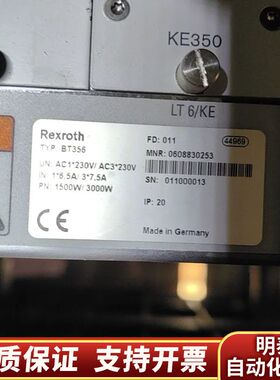 KE350
LT 6/KE
Rexroth
FD: 011
44969
TYP: BT356
MNR: 0608830253
UN: AC1*230V/ AC3*230V
SN: 011000013
IN: 1*6,5A/ 3*7,5A
PN: 1500W/ 3000W
IP: 20
CE
Made in Germany
质保证 支持开票
明
自动化